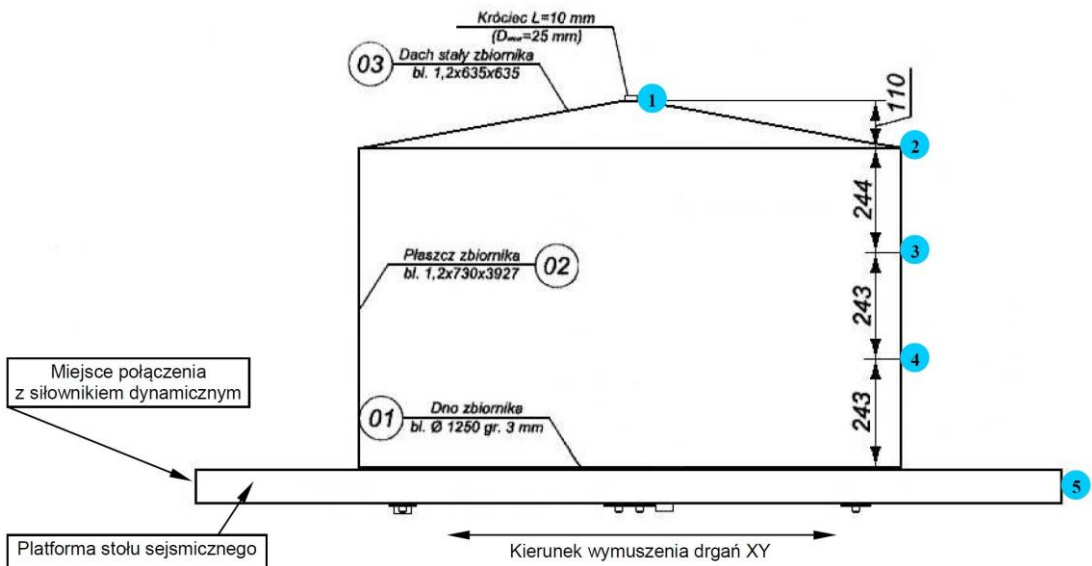 Króciec L=10 mm
(Dwew=25 mm)
03
Dach stały zbiornika
bl. 1,2x635x635
1
110
2
244
3
Płaszcz zbiornika
bl. 1,2x730x3927
02
243
4
Miejsce połączenia
z siłownikiem dynamicznym
243
01
Dno zbiornika
bl. Ø 1250 gr. 3 mm
5
Platforma stołu sejsmicznego
Kierunek wymuszenia drgań XY